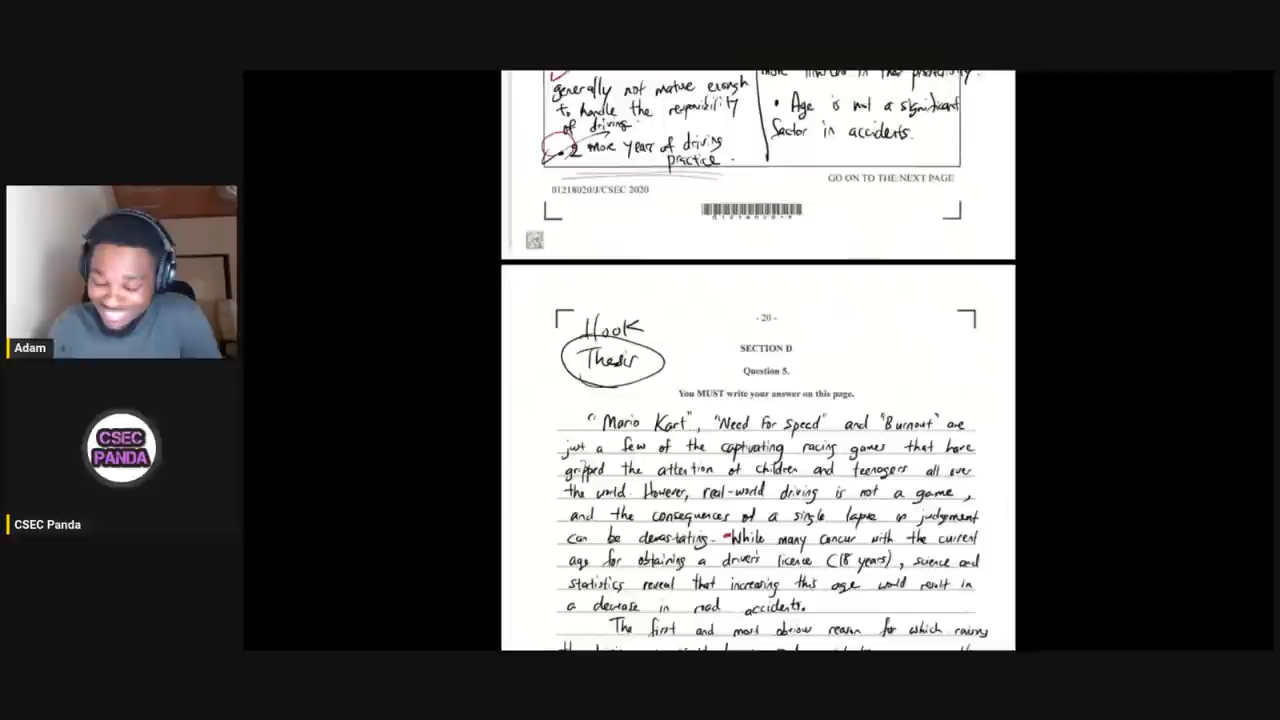 generally not mature enough
to handle the responsibility
of driving.
• 2 more year of driving
practice.
• Age is not a significant
factor in accidents.
01218020/J/CSEC 2020
GO ON TO THE NEXT PAGE
Adam
CSEC
PANDA
CSEC Panda
Hook
Thesis
- 20 -
SECTION D
Question 5.
You MUST write your answer on this page.
"Mario Kart", "Need For Speed" and "Burnout" are
just a few of the captivating racing games that have
gripped the attention of children and teenagers all over
the world. However, real-world driving is not a game,
and the consequences of a single lapse in judgement
can be devastating. While many concur with the current
age for obtaining a driver's licence (18 years), science and
statistics reveal that increasing this age would result in
a decrease in road accidents.
The first and most obvious reason for which raising